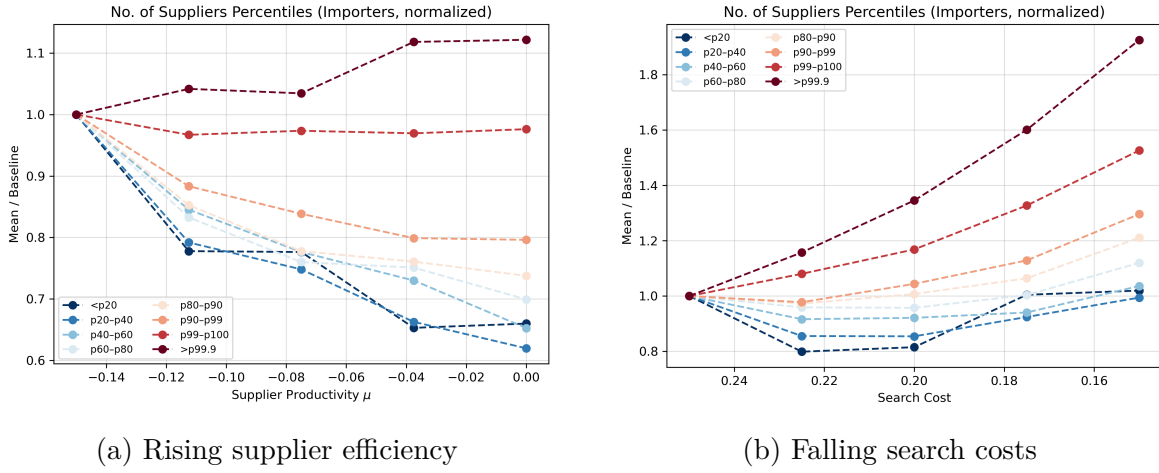 No. of Suppliers Percentiles (Importers, normalized)
1.1
1.0
0.9
0.8
0.7
0.6
Mean / Baseline
<p20
p20–p40
p40–p60
p60–p80
p80–p90
p90–p99
p99–p100
>p99.9
−0.14 −0.12 −0.10 −0.08 −0.06 −0.04 −0.02 0.00
Supplier Productivity μ
(a) Rising supplier efficiency
No. of Suppliers Percentiles (Importers, normalized)
1.8
1.6
1.4
1.2
1.0
0.8
Mean / Baseline
<p20
p20–p40
p40–p60
p60–p80
p80–p90
p90–p99
p99–p100
>p99.9
0.24 0.22 0.20 0.18 0.16
Search Cost
(b) Falling search costs